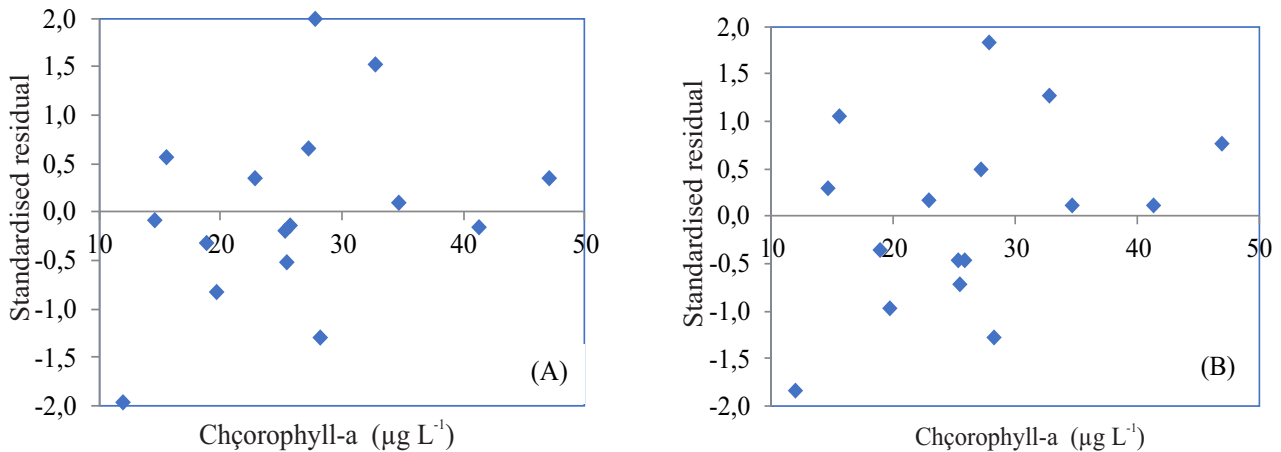 2,0
1,5
1,0
0,5
0,0
-0,5
-1,0
-1,5
-2,0
10 20 30 40 50
Standardised residual
Chçorophyll-a (µg L-1)
(A)
2,0
1,5
1,0
0,5
0,0
-0,5
-1,0
-1,5
-2,0
10 20 30 40 50
Standardised residual
Chçorophyll-a (µg L-1)
(B)